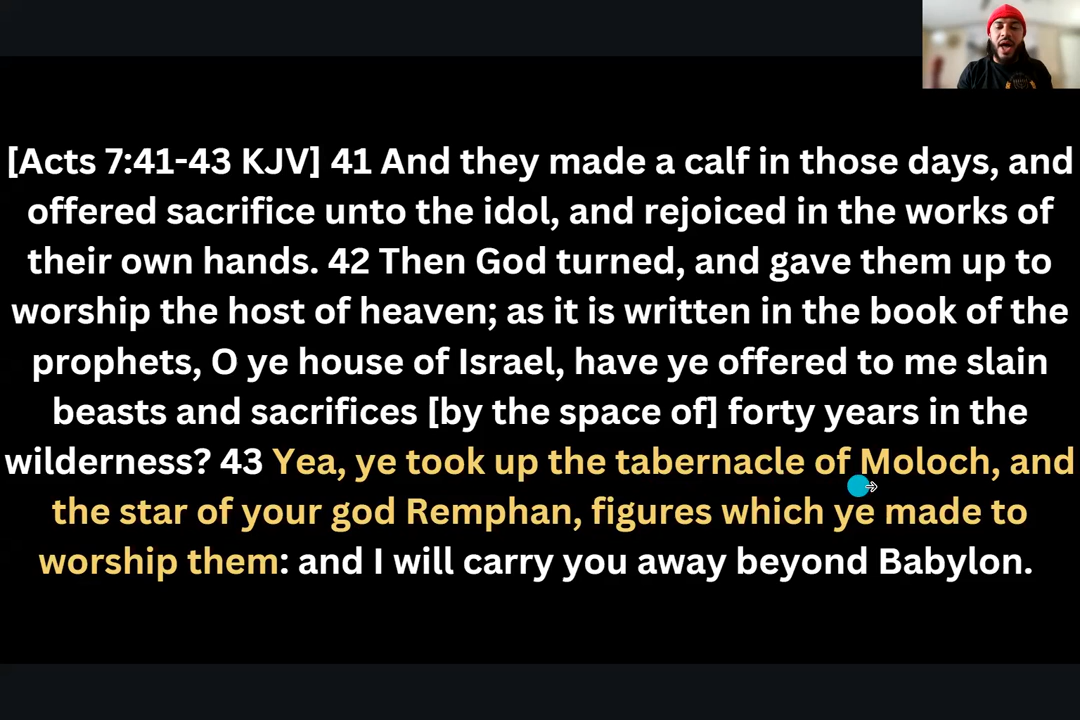 [Acts 7:41-43 KJV] 41 And they made a calf in those days, and
offered sacrifice unto the idol, and rejoiced in the works of
their own hands. 42 Then God turned, and gave them up to
worship the host of heaven; as it is written in the book of the
prophets, O ye house of Israel, have ye offered to me slain
beasts and sacrifices [by the space of] forty years in the
wilderness? 43 Yea, ye took up the tabernacle of Moloch, and
the star of your god Remphan, figures which ye made to
worship them: and I will carry you away beyond Babylon.